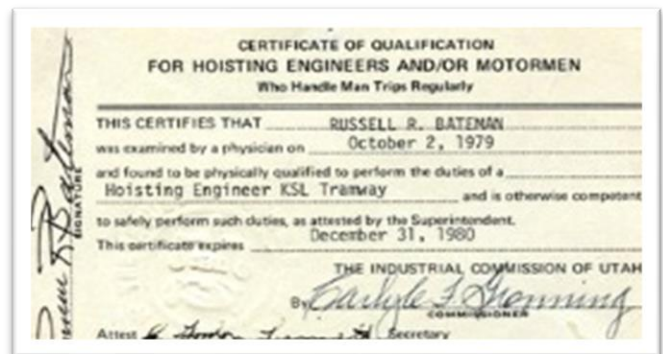 CERTIFICATE OF QUALIFICATION
FOR HOISTING ENGINEERS AND/OR MOTORMEN
Who Handle Man Trips Regularly
THIS CERTIFIES THAT RUSSELL R. BATEMAN
was examined by a physician on October 2, 1979
and found to be physically qualified to perform the duties of a
Hoisting Engineer KSL Tramway and is otherwise competent
to safely perform such duties, as attested by the Superintendent.
This certificate expires December 31, 1980
THE INDUSTRIAL COMMISSION OF UTAH
By Carlyle F. Gronning
COMMISSIONER
Attest Secretary
R. Bateman
SIGNATURE